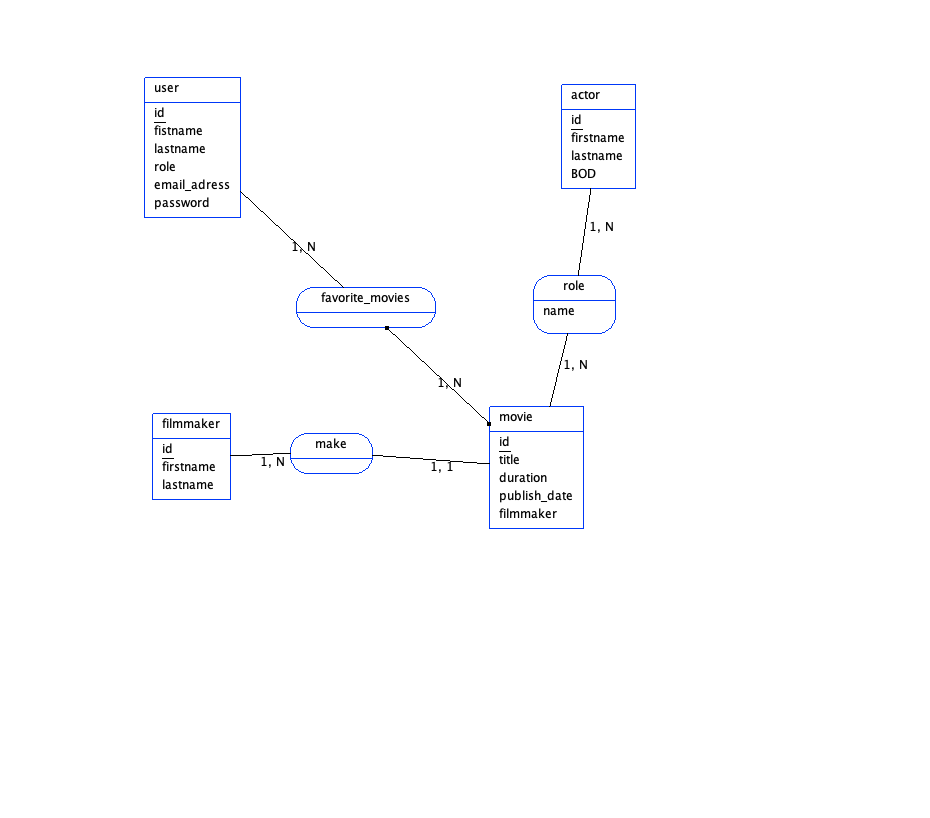 user
id
fistname
lastname
role
email_adress
password
actor
id
firstname
lastname
BOD
1, N
1, N
role
name
favorite_movies
1, N
1, N
movie
id
title
duration
publish_date
filmmaker
filmmaker
id
firstname
lastname
1, N
make
1, 1